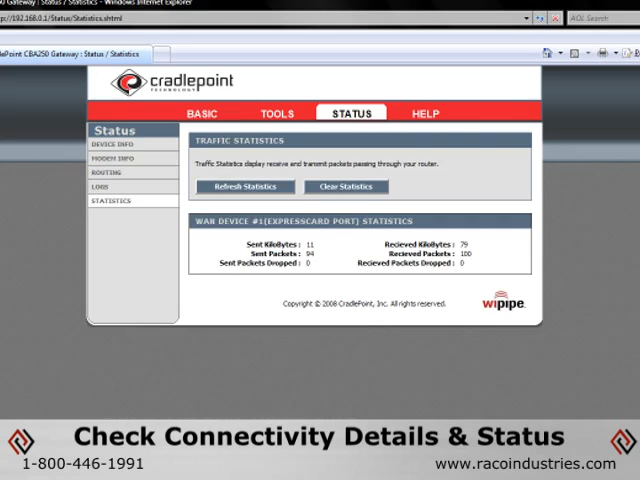 Gateway : Status / Statistics - Windows Internet Explorer
p://192.168.0.1/Status/Statistics.shtml
AOL Search
lePoint CBA250 Gateway : Status / Statistics
cradlepoint
TECHNOLOGY
BASIC TOOLS STATUS HELP
Status
DEVICE INFO
MODEM INFO
ROUTING
LOGS
STATISTICS
TRAFFIC STATISTICS
Traffic Statistics display receive and transmit packets passing through your router.
Refresh Statistics Clear Statistics
WAN DEVICE #1(EXPRESSCARD PORT) STATISTICS
Sent KiloBytes : 11 Recieved KiloBytes : 79
Sent Packets : 94 Recieved Packets : 100
Sent Packets Dropped : 0 Recieved Packets Dropped : 0
Copyright © 2008 CradlePoint, Inc. All rights reserved.
wipipe
Check Connectivity Details & Status
1-800-446-1991 www.racoindustries.com